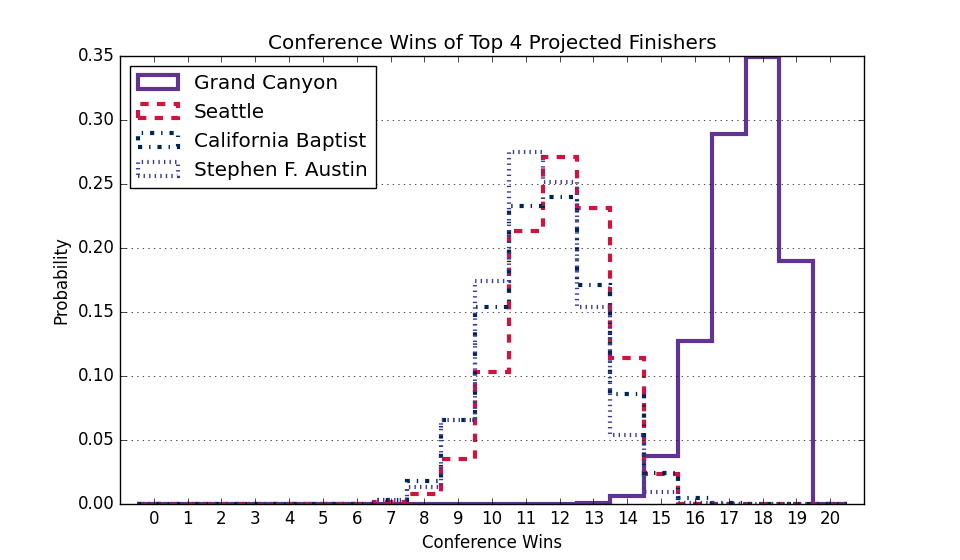 Conference Wins of Top 4 Projected Finishers
Grand Canyon
Seattle
California Baptist
Stephen F. Austin
0.35
0.30
0.25
0.20
0.15
0.10
0.05
0.00
Probability
0 1 2 3 4 5 6 7 8 9 10 11 12 13 14 15 16 17 18 19 20
Conference Wins